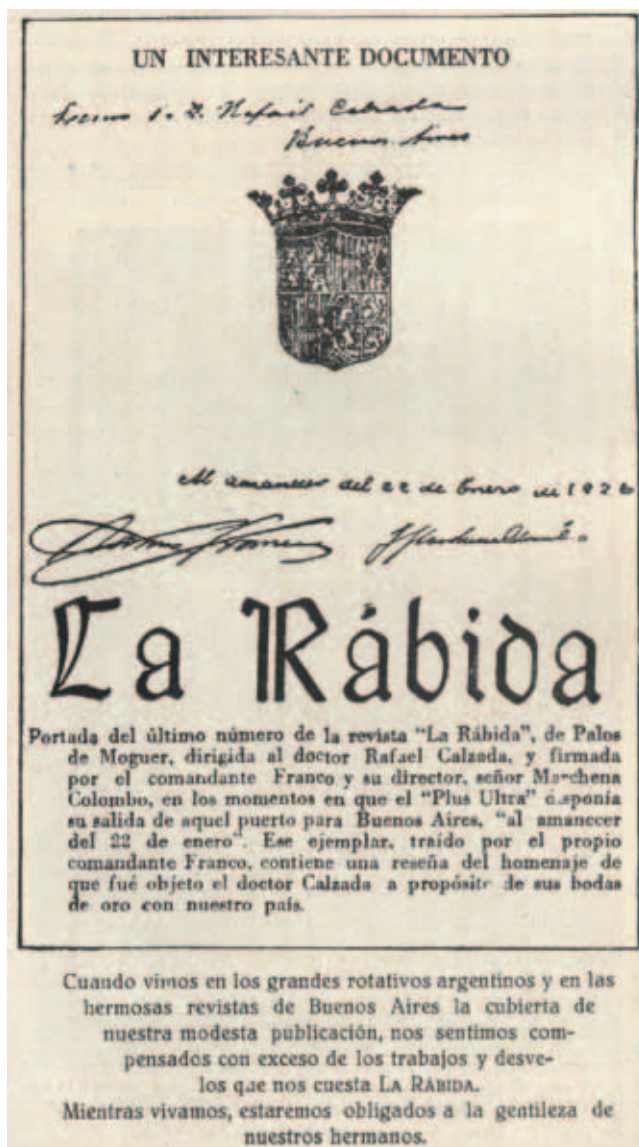 UN INTERESANTE DOCUMENTO
Excmo S. D. Rafael Calzada
Buenos Aires
Al amanecer del 22 de Enero de 1926
La Rábida
Portada del último número de la revista "La Rábida", de Palos
de Moguer, dirigida al doctor Rafael Calzada, y firmada
por el comandante Franco y su director, señor Marchena
Colombo, en los momentos en que el "Plus Ultra" disponía
su salida de aquel puerto para Buenos Aires, "al amanecer
del 22 de enero". Ese ejemplar, traído por el propio
comandante Franco, contiene una reseña del homenaje de
que fué objeto el doctor Calzada a propósito de sus bodas
de oro con nuestro país.
Cuando vimos en los grandes rotativos argentinos y en las
hermosas revistas de Buenos Aires la cubierta de
nuestra modesta publicación, nos sentimos com-
pensados con exceso de los trabajos y desve-
los que nos cuesta LA RÁBIDA.
Mientras vivamos, estaremos obligados a la gentileza de
nuestros hermanos.